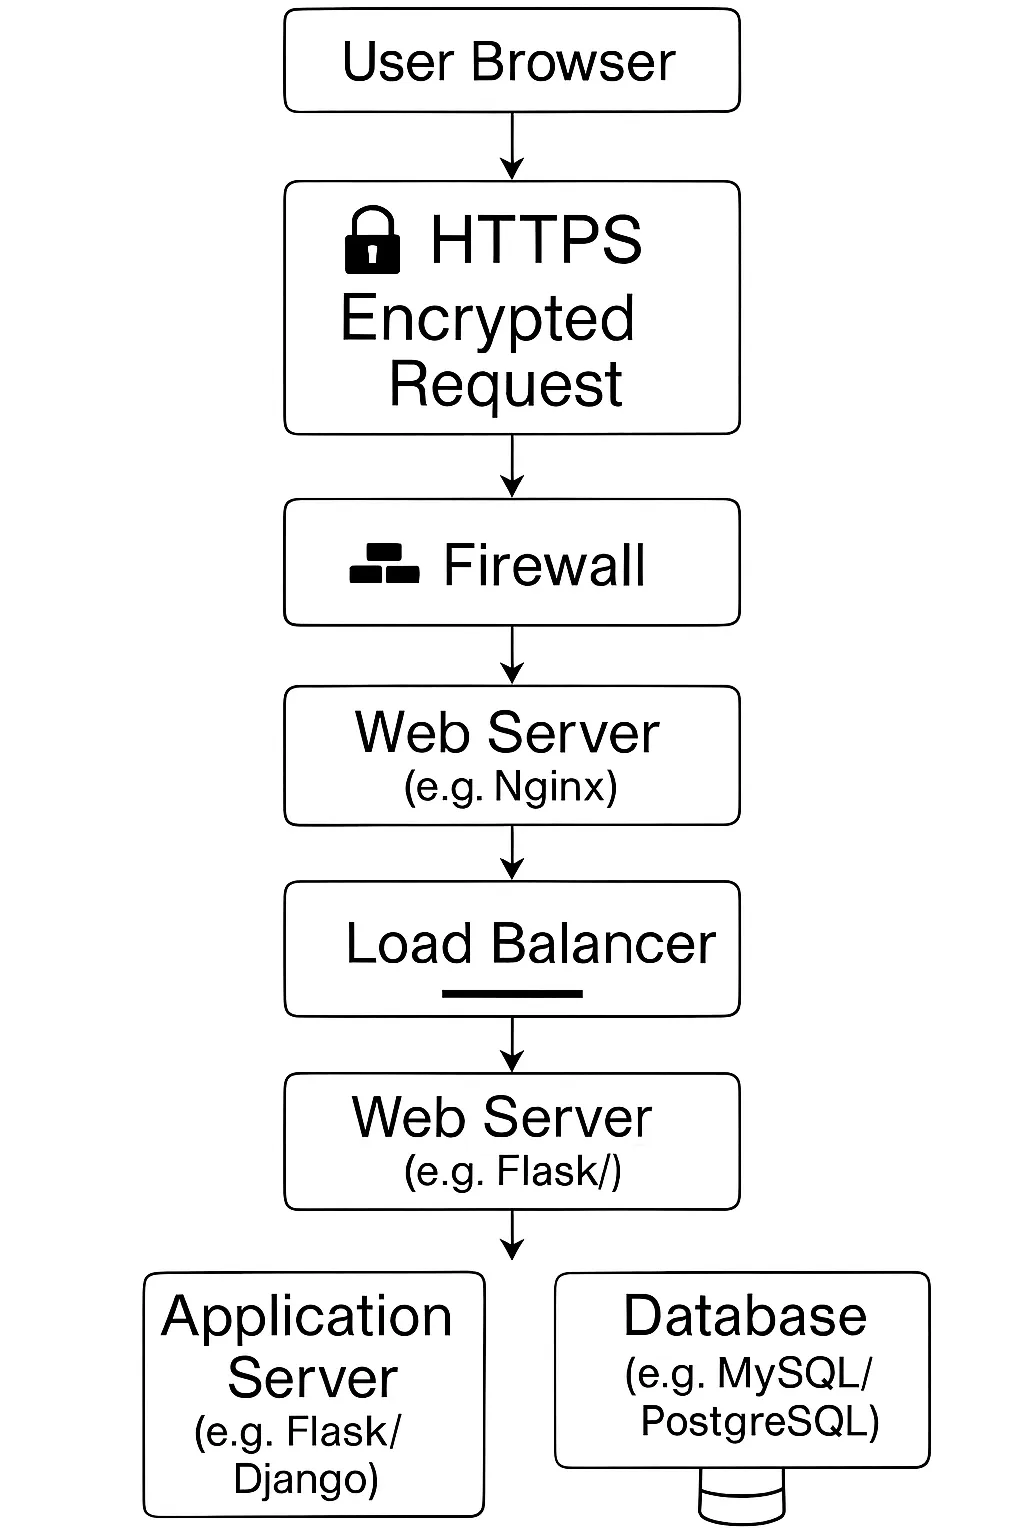 User Browser
HTTPS
Encrypted
Request
Firewall
Web Server
(e.g. Nginx)
Load Balancer
Web Server
(e.g. Flask/)
Application
Server
(e.g. Flask/
Django)
Database
(e.g. MySQL/
PostgreSQL)